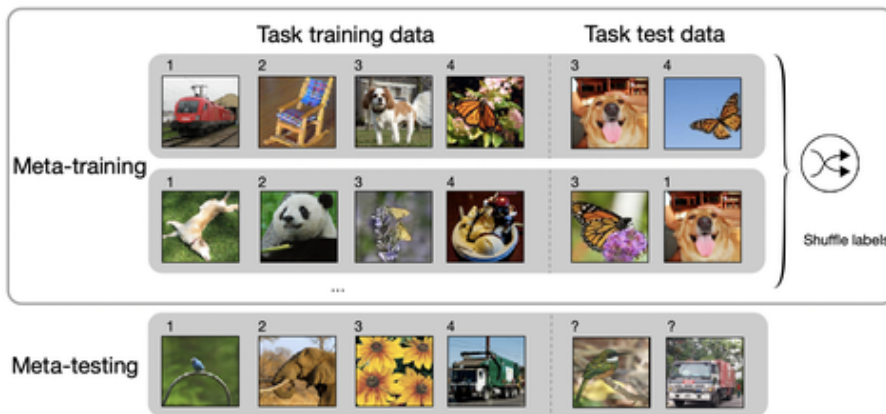 Task training data Task test data
1 2 3 4 3 4
Meta-training
1 2 3 4 3 1
Shuffle labels
...
1 2 3 4 ? ?
Meta-testing